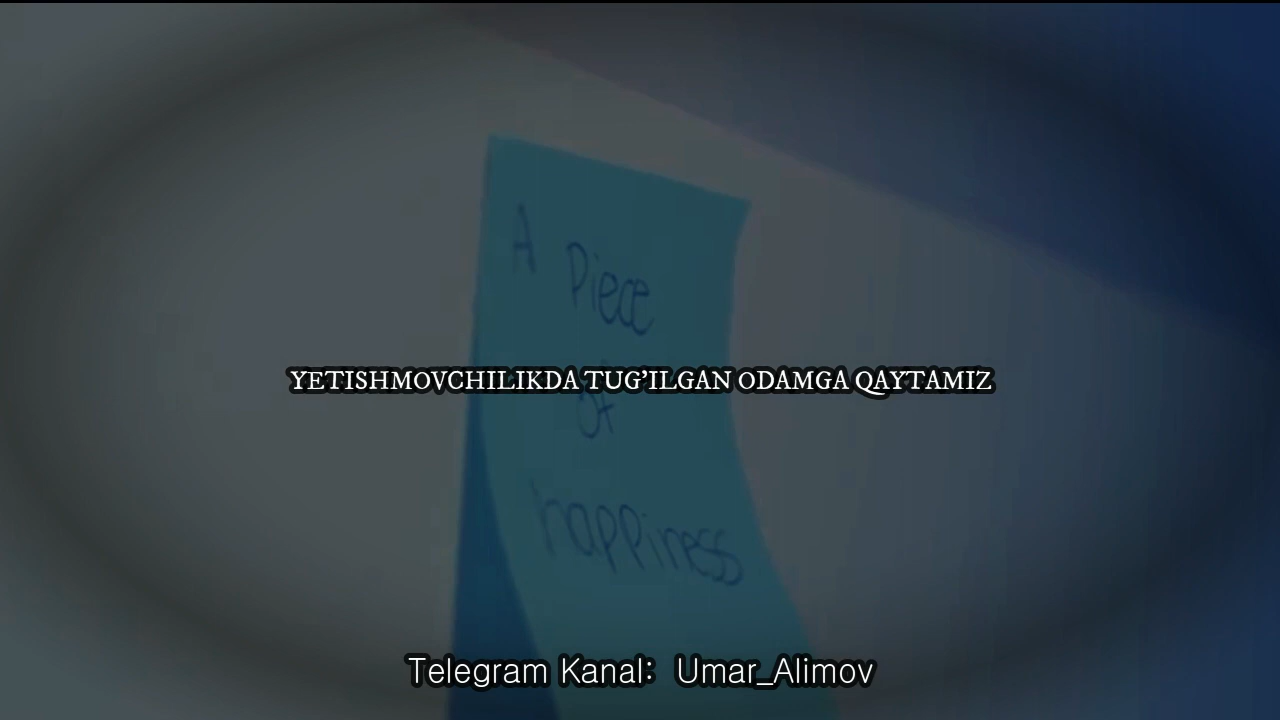 A Piece
YETISHMOVCHILIKDA TUG’ILGAN ODAMGA QAYTAMIZ
of
happiness
Telegram Kanal: Umar_Alimov